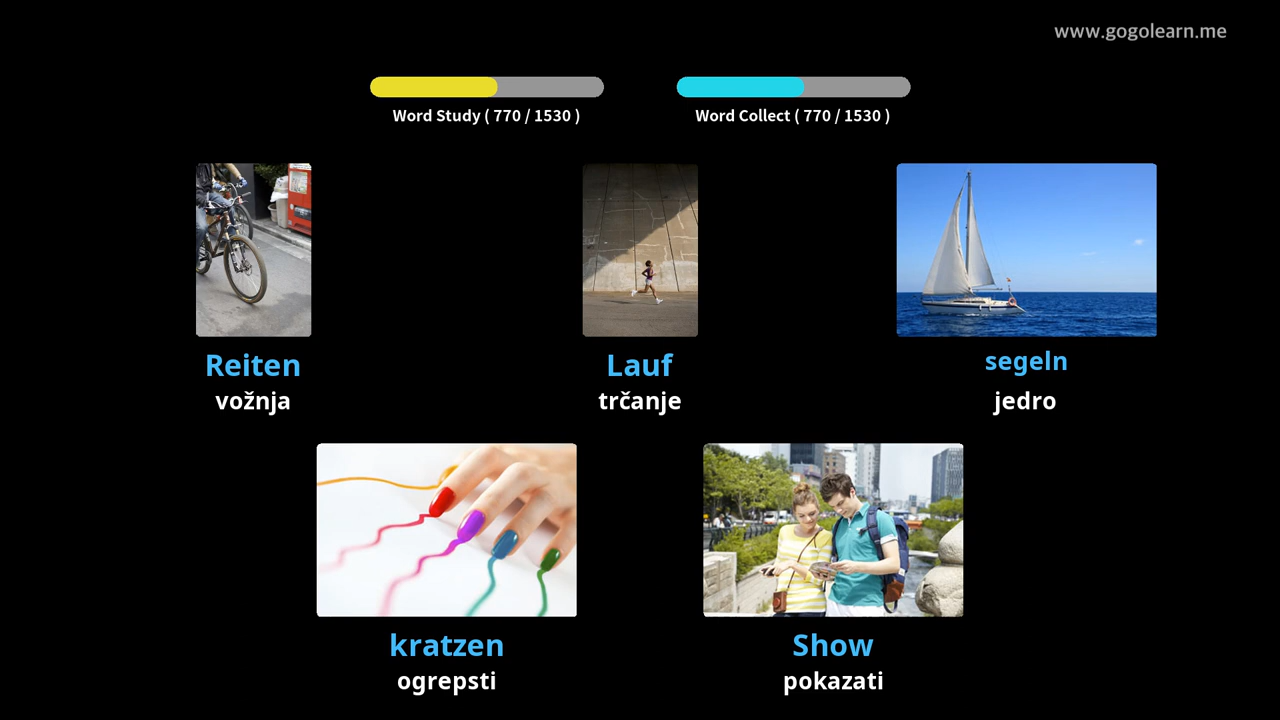 www.gogolearn.me
Word Study ( 770 / 1530 )
Word Collect ( 770 / 1530 )
Reiten
vožnja
Lauf
trčanje
segeln
jedro
kratzen
ogrepsti
Show
pokazati